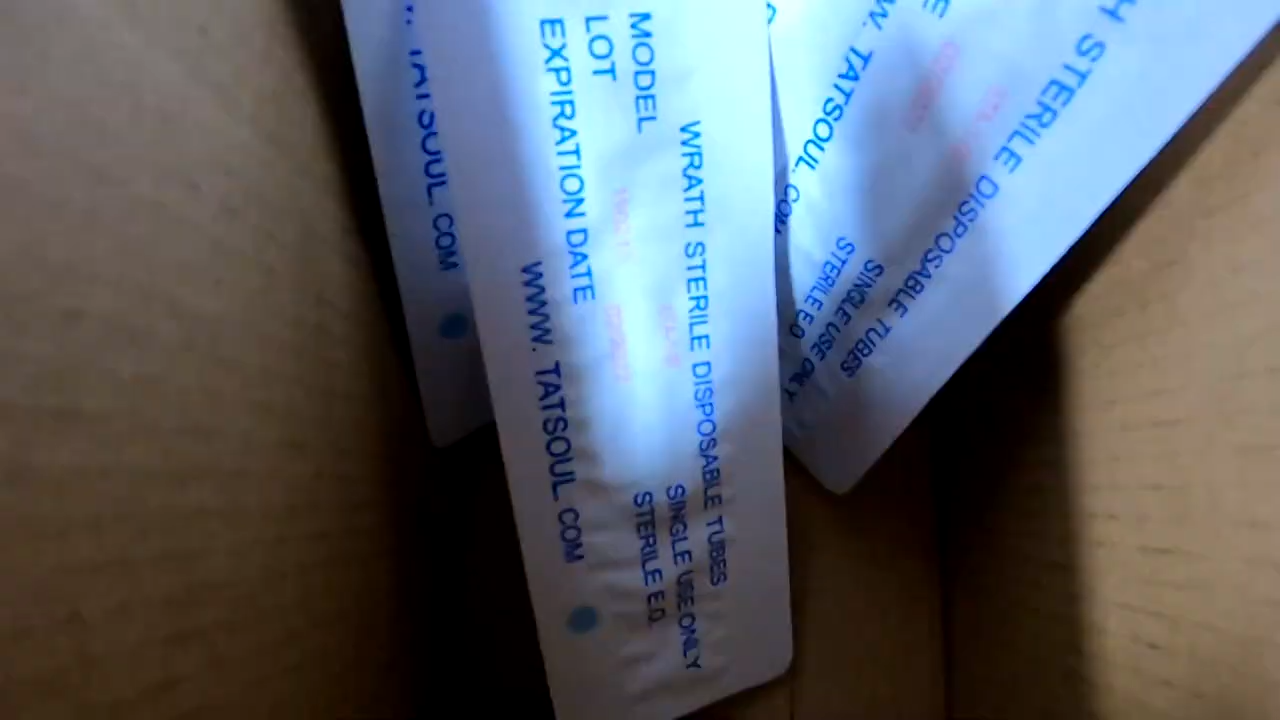 WRATH STERILE DISPOSABLE TUBES
MODEL
SINGLE USE ONLY
LOT
STERILE E.O.
EXPIRATION DATE
WWW. TATSOUL. COM
TATSOUL. COM
STERILE DISPOSABLE TUBES
SINGLE USE ONLY
STERILE E.O
W. TATSOUL. COM